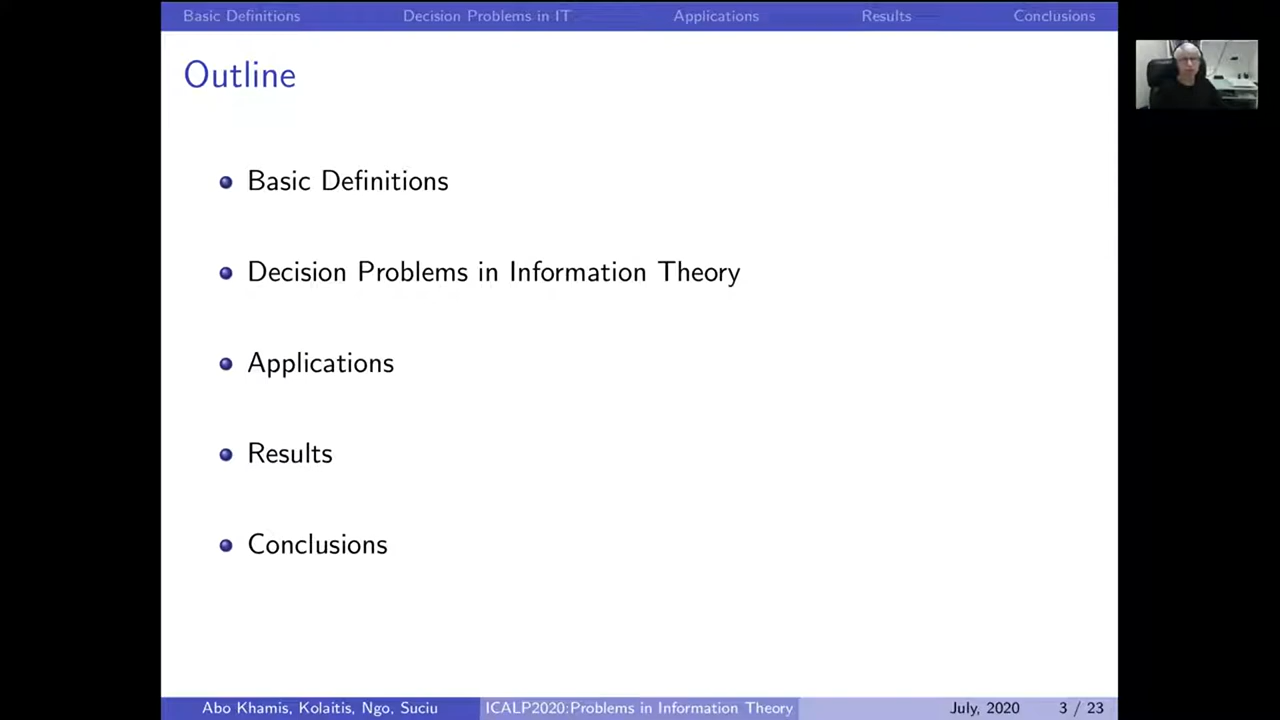 Basic Definitions Decision Problems in IT Applications Results Conclusions
Outline
Basic Definitions
Decision Problems in Information Theory
Applications
Results
Conclusions
Abo Khamis, Kolaitis, Ngo, Suciu ICALP2020:Problems in Information Theory July, 2020 3 / 23